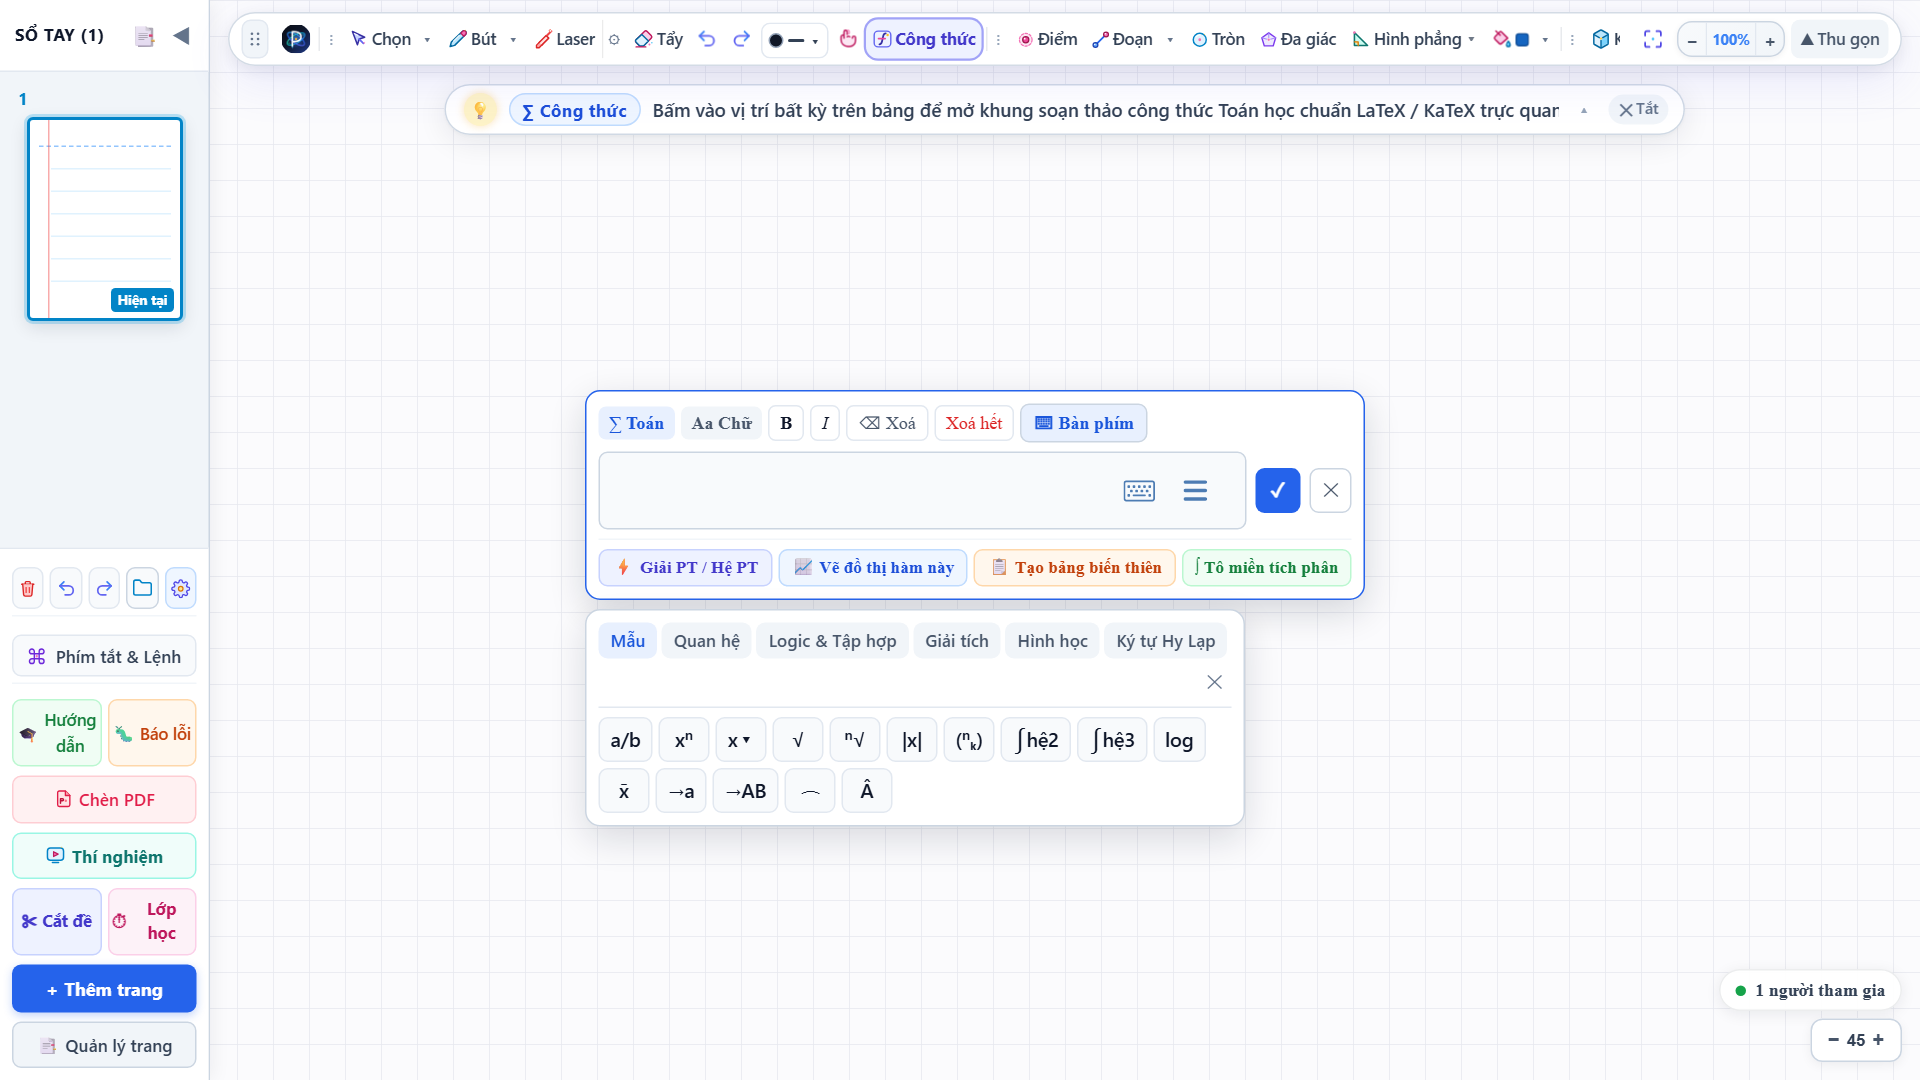 SỔ TAY (1)
1
Hiện tại
Phím tắt & Lệnh
Hướng dẫn
Báo lỗi
Chèn PDF
Thí nghiệm
Cắt đề
Lớp học
+ Thêm trang
Quản lý trang
Chọn
Bút
Laser
Tẩy
Công thức
Điểm
Đoạn
Tròn
Đa giác
Hình phẳng
− 100% +
Thu gọn
∑ Công thức
Bấm vào vị trí bất kỳ trên bảng để mở khung soạn thảo công thức Toán học chuẩn LaTeX / KaTeX trực quan
Tắt
∑ Toán
Aa Chữ
B
I
⌫ Xoá
Xoá hết
Bàn phím
Giải PT / Hệ PT
Vẽ đồ thị hàm này
Tạo bảng biến thiên
∫ Tô miền tích phân
Mẫu
Quan hệ
Logic & Tập hợp
Giải tích
Hình học
Ký tự Hy Lạp
a/b
xⁿ
x ▾
√
ⁿ√
|x|
(ⁿₖ)
⌠hệ2
⌠hệ3
log
x̄
→a
→AB
⌒
Â
1 người tham gia
− 45 +